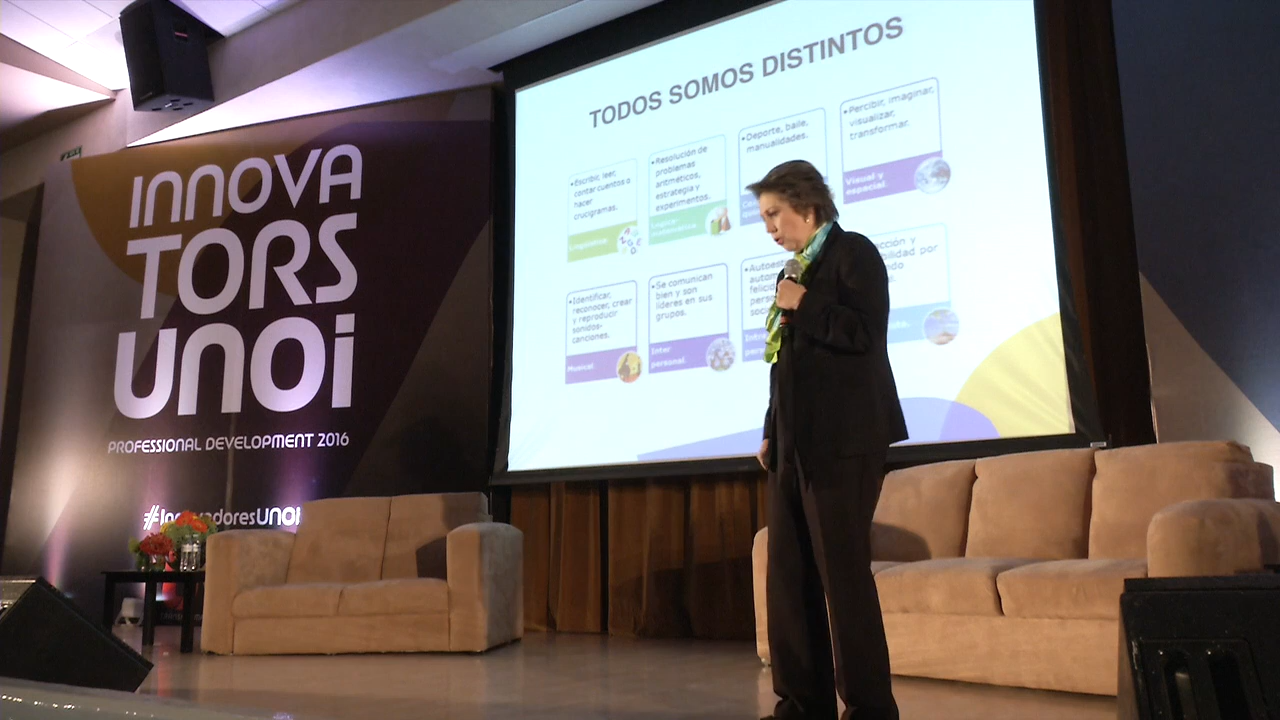 INNOVA
TORS
UNOi
PROFESSIONAL DEVELOPMENT 2016
UNOi
TODOS SOMOS DISTINTOS
•Escribir, leer,
contar cuentos o
hacer
crucigramas.
Lingüística
•Resolución de
problemas
aritméticos,
estrategia y
experimentos.
•Deporte, baile,
manualidades.
•Percibir, imaginar,
visualizar,
transformar.
Visual y
espacial.
•Identificar,
reconocer, crear
y reproducir
sonidos-
canciones.
Musical
•Se comunican
bien y son
líderes en sus
grupos.
Inter
personal.